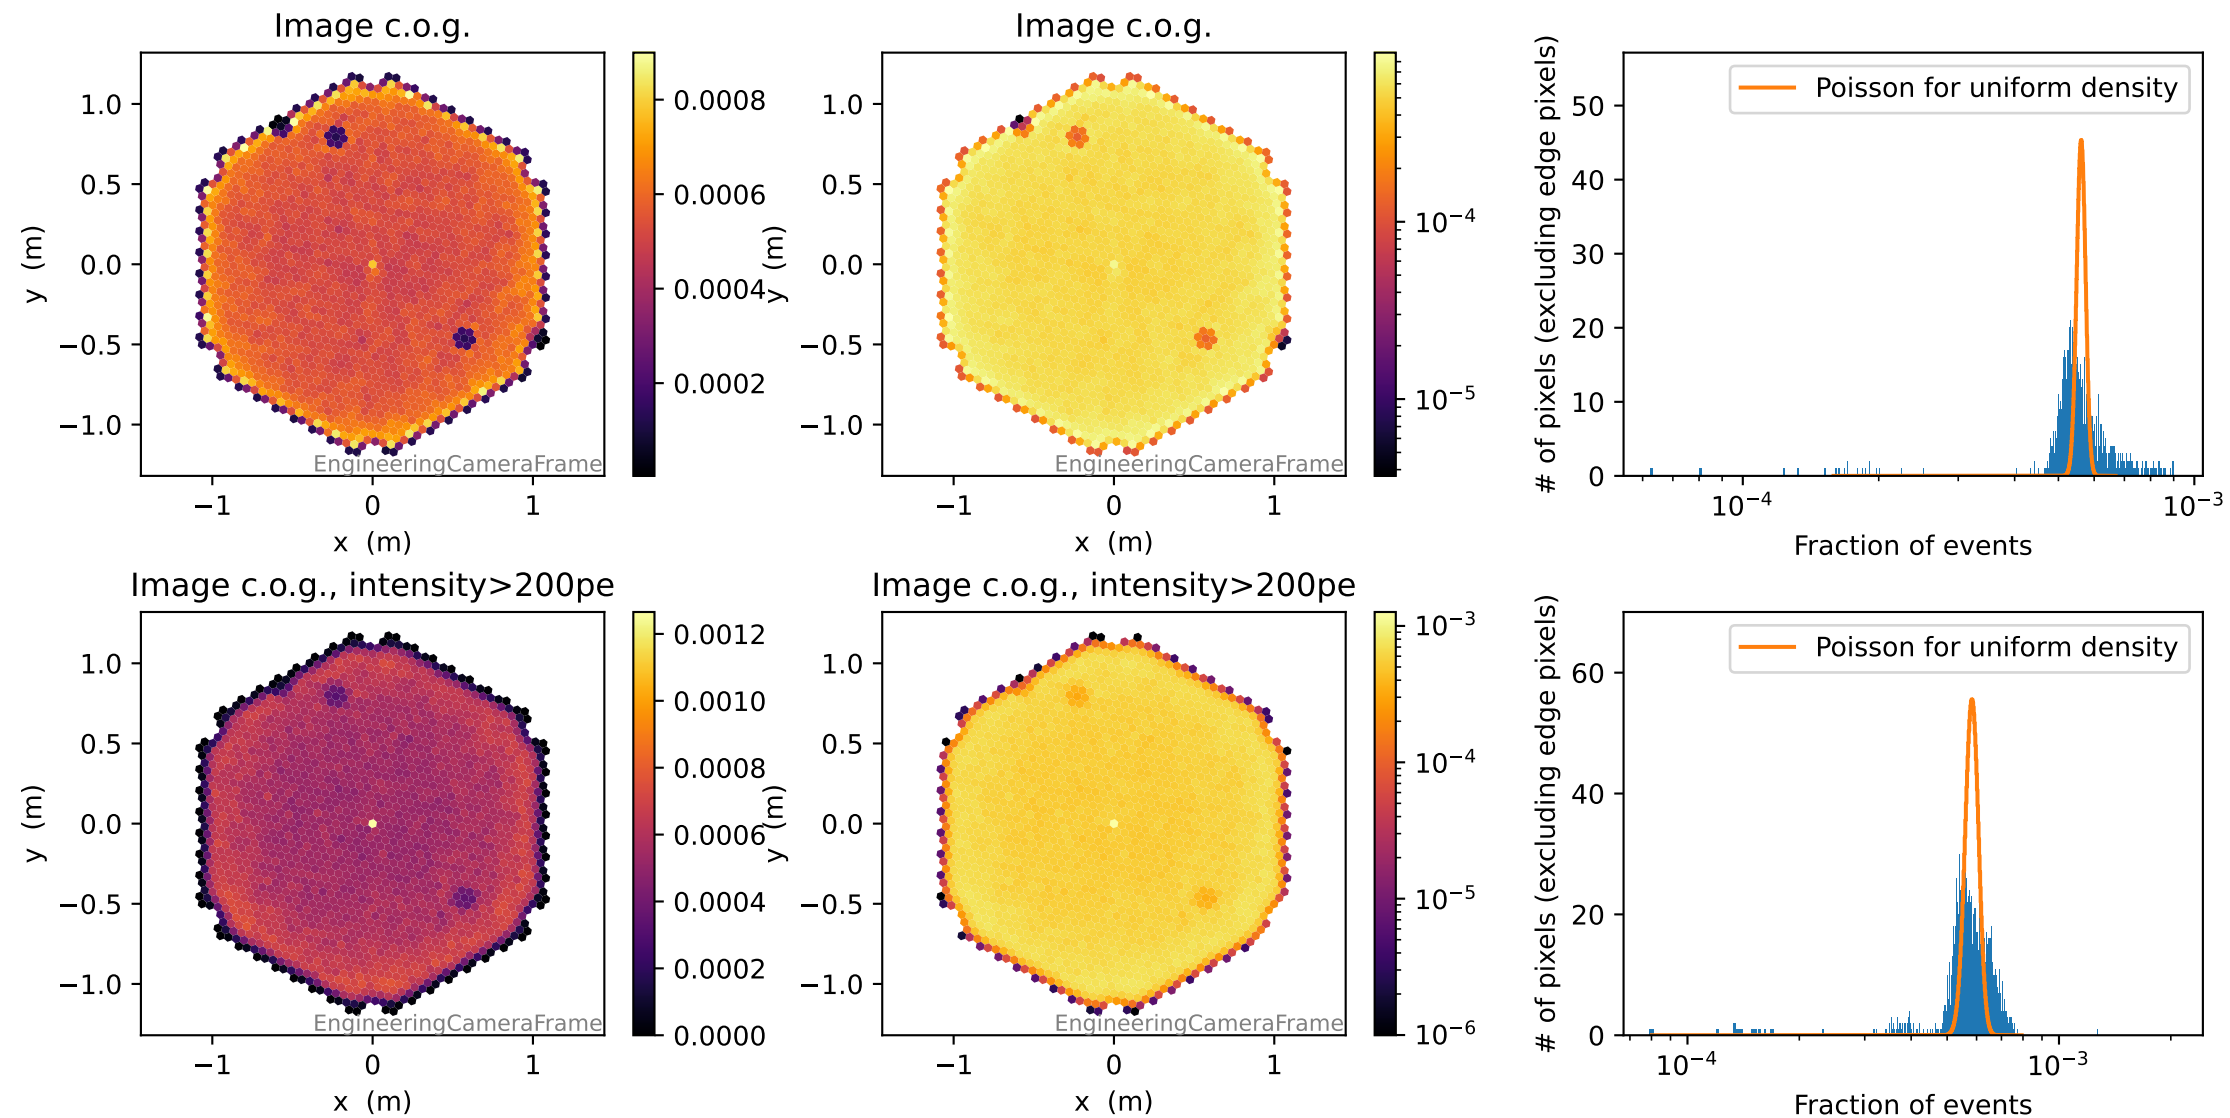 Image c.o.g.
y (m)
1.0
0.5
0.0
−0.5
−1.0
−1
0
1
x (m)
EngineeringCameraFrame
0.0008
0.0006
0.0004
0.0002
Image c.o.g.
y (m)
1.0
0.5
0.0
−0.5
−1.0
−1
0
1
x (m)
EngineeringCameraFrame
10−4
10−5
# of pixels (excluding edge pixels)
Poisson for uniform density
50
40
30
20
10
0
10−4
10−3
Fraction of events
Image c.o.g., intensity>200pe
y (m)
1.0
0.5
0.0
−0.5
−1.0
−1
0
1
x (m)
EngineeringCameraFrame
0.0012
0.0010
0.0008
0.0006
0.0004
0.0002
0.0000
Image c.o.g., intensity>200pe
y (m)
1.0
0.5
0.0
−0.5
−1.0
−1
0
1
x (m)
EngineeringCameraFrame
10−3
10−4
10−5
10−6
# of pixels (excluding edge pixels)
Poisson for uniform density
60
40
20
0
10−4
10−3
Fraction of events